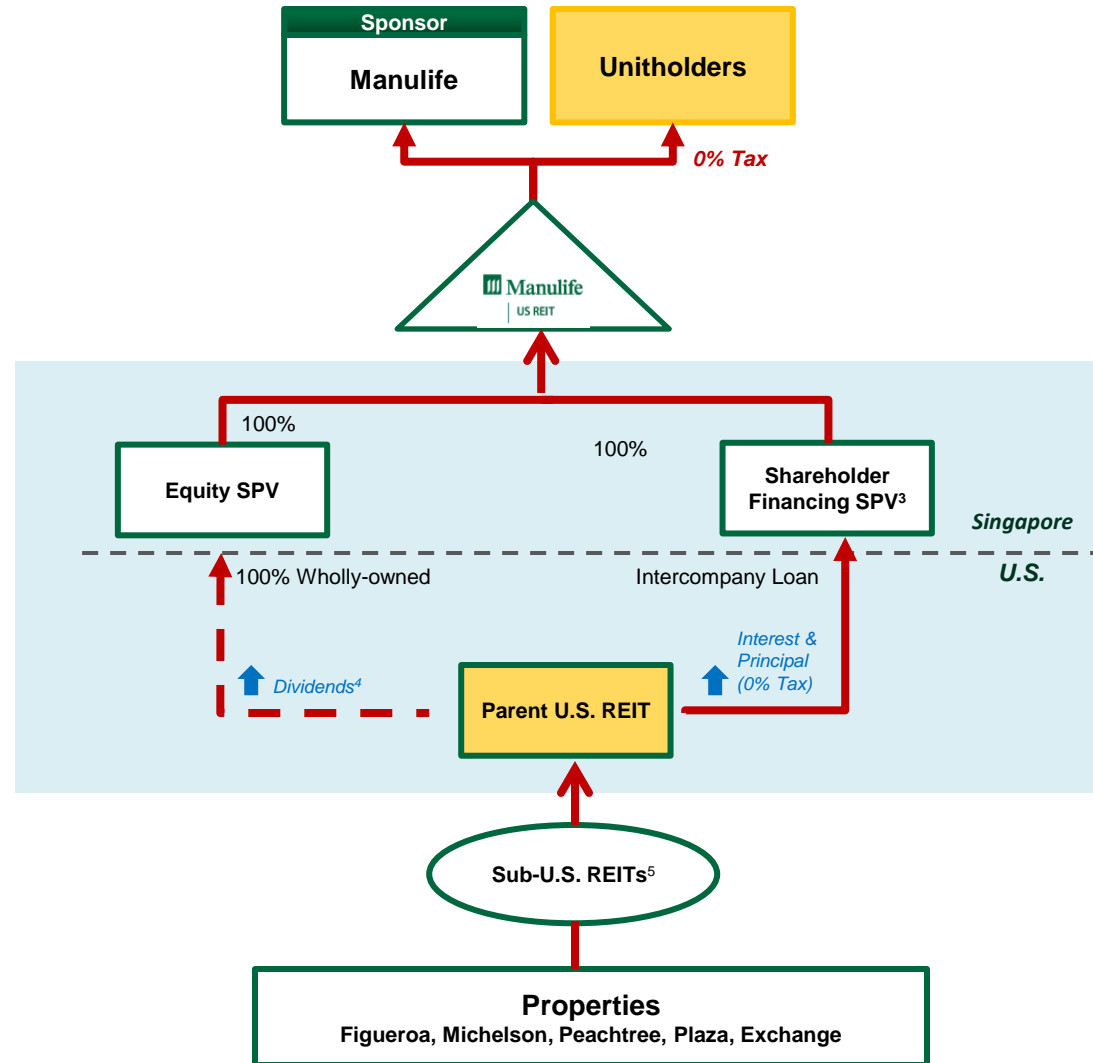 Sponsor
Manulife
Unitholders
0% Tax
Manulife
US REIT
100%
100%
Equity SPV
Shareholder
Financing SPV³
Singapore
U.S.
100% Wholly-owned
Intercompany Loan
Interest &
Principal
(0% Tax)
Dividends⁴
Parent U.S. REIT
Sub-U.S. REITs⁵
Properties
Figueroa, Michelson, Peachtree, Plaza, Exchange